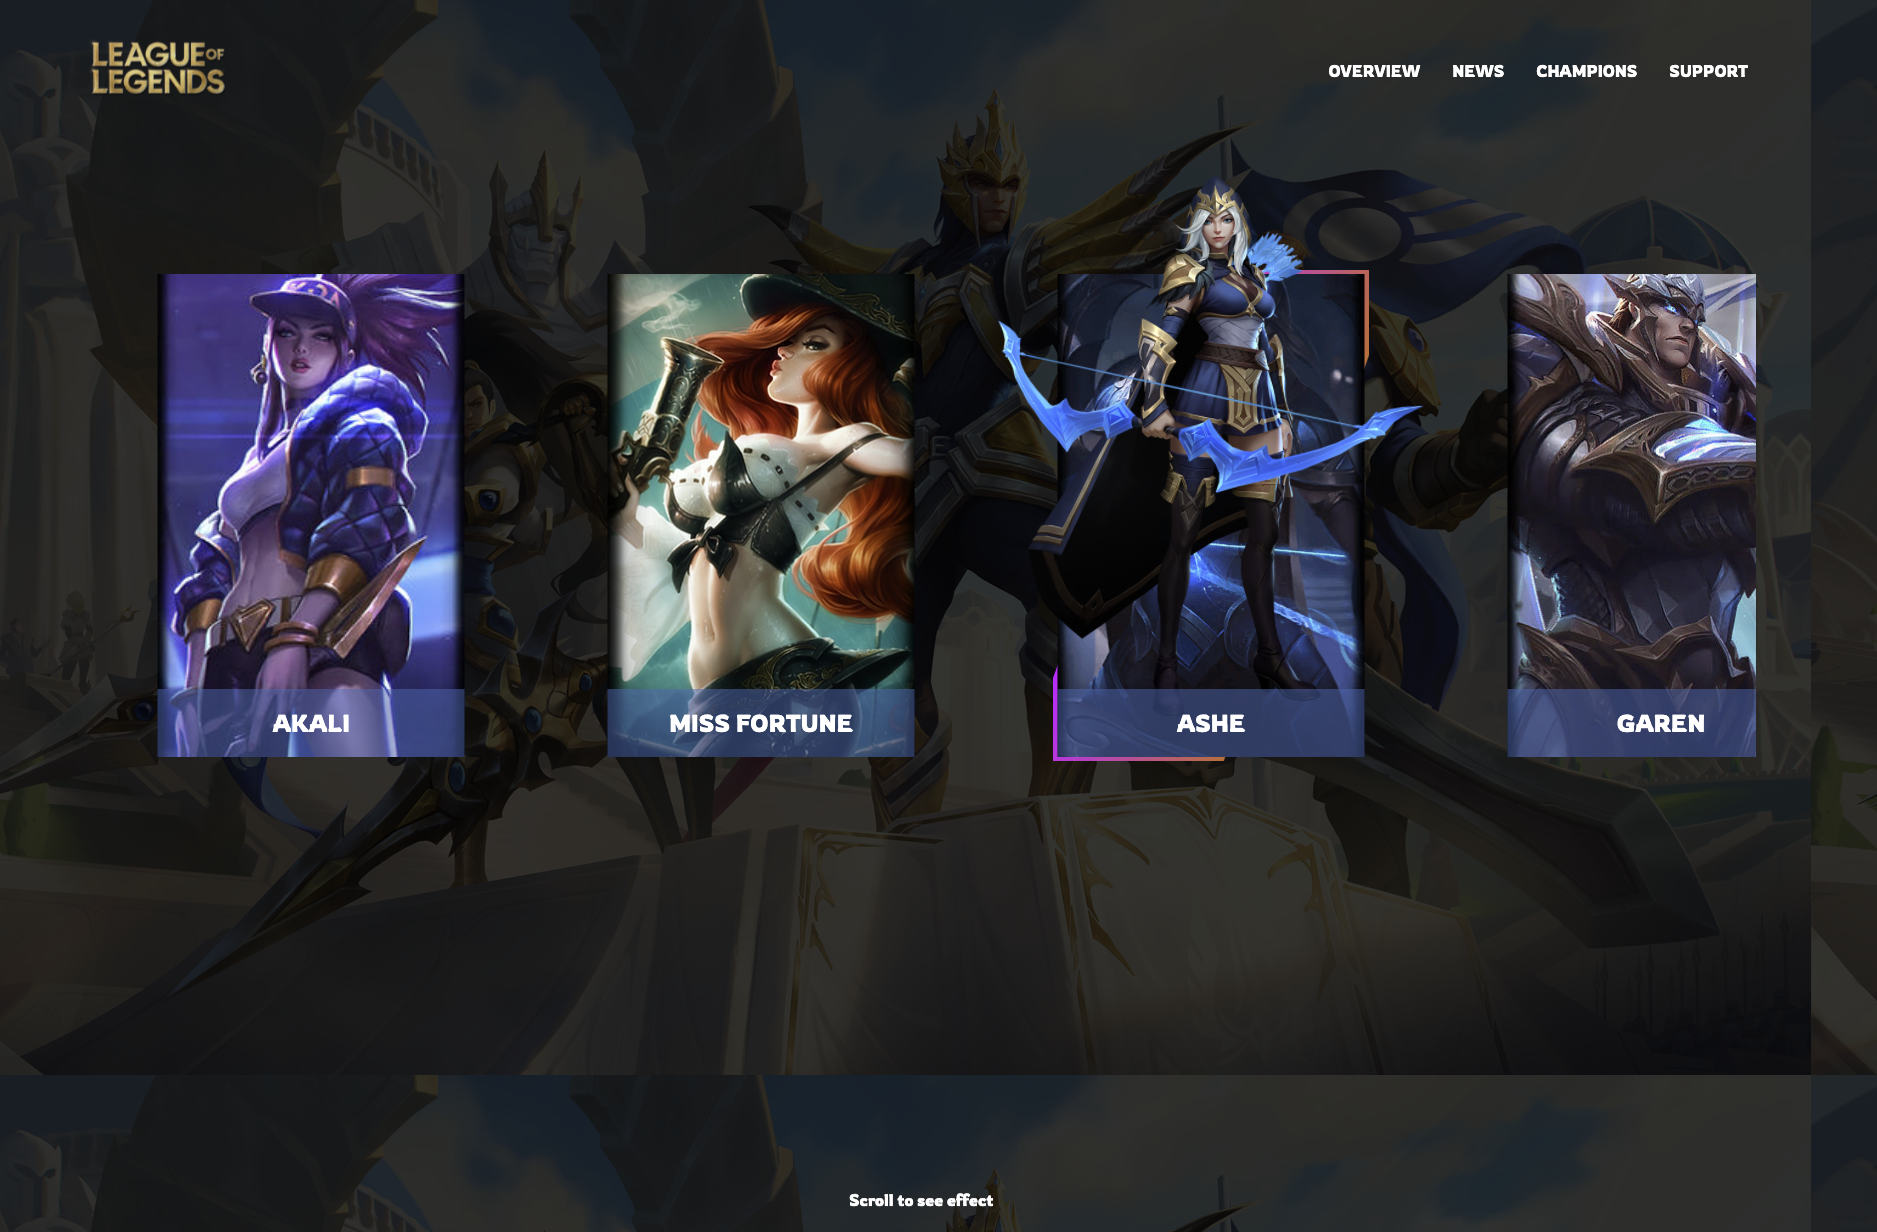 LEAGUE OF
LEGENDS
OVERVIEW NEWS CHAMPIONS SUPPORT
AKALI
MISS FORTUNE
ASHE
GAREN
Scroll to see effect